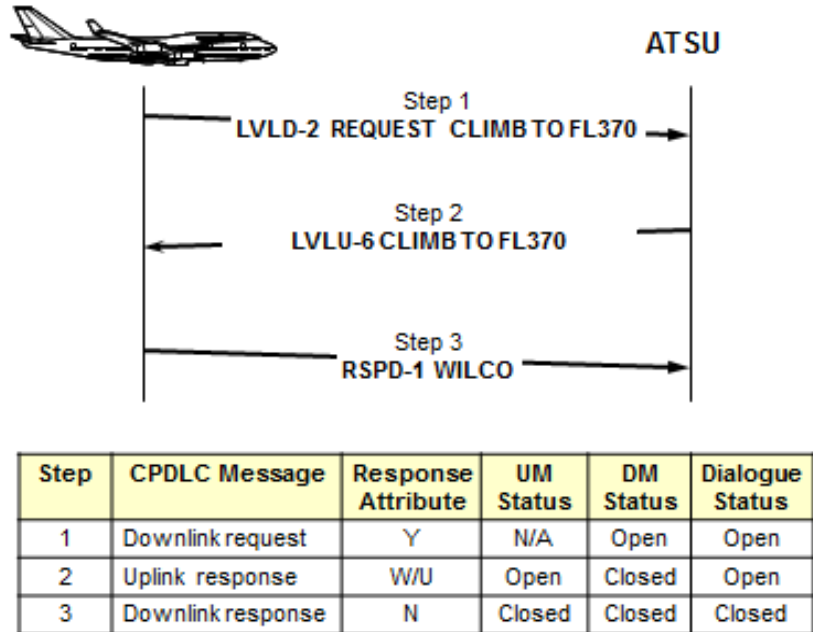 ATSU
Step 1
LVLD-2 REQUEST CLIMB TO FL370
Step 2
LVLU-6 CLIMB TO FL370
Step 3
RSPD-1 WILCO
Step CPDLC Message Response Attribute UM Status DM Status Dialogue Status
1 Downlink request Y N/A Open Open
2 Uplink response W/U Open Closed Open
3 Downlink response N Closed Closed Closed